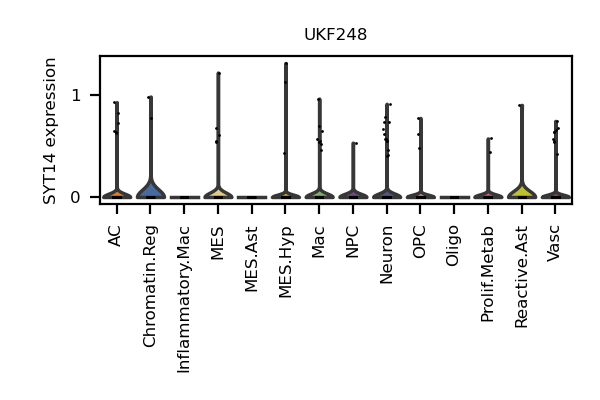 UKF248
SYT14 expression
1
0
AC
Chromatin.Reg
Inflammatory.Mac
MES
MES.Ast
MES.Hyp
Mac
NPC
Neuron
OPC
Oligo
Prolif.Metab
Reactive.Ast
Vasc